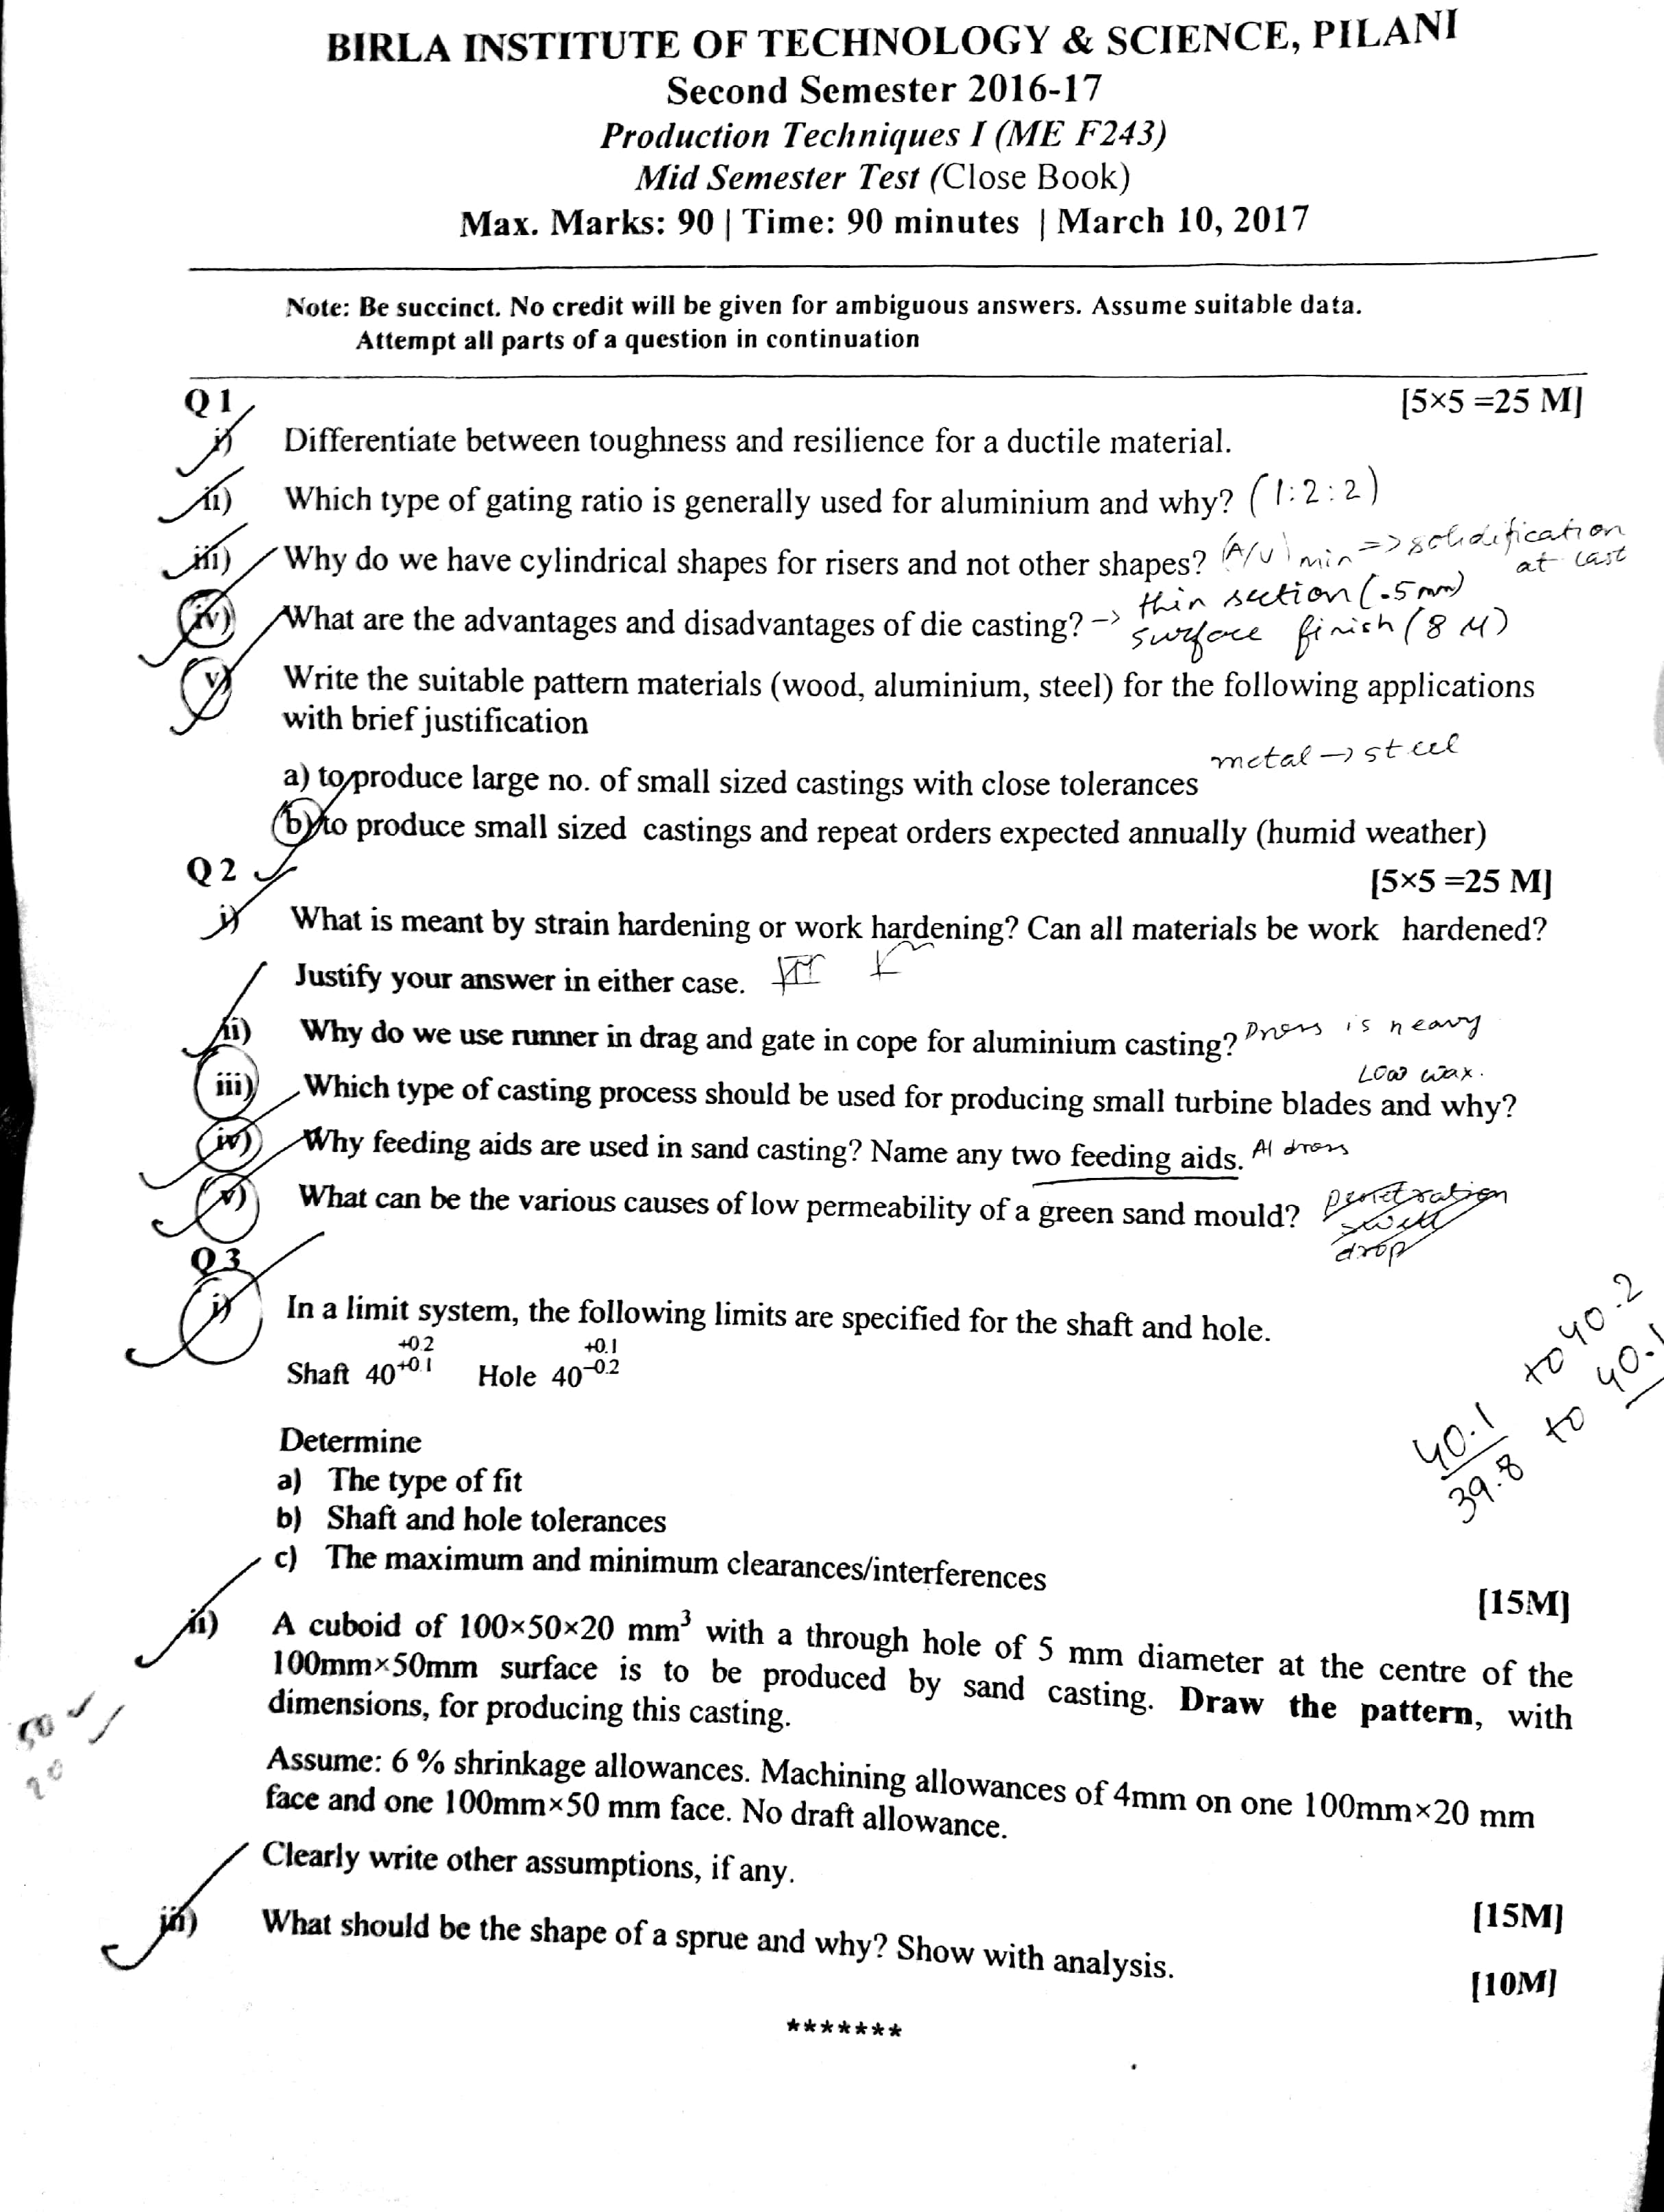 BIRLA INSTITUTE OF TECHNOLOGY & SCIENCE, PILANI
Second Semester 2016-17
Production Techniques I (ME F243)
Mid Semester Test (Close Book)
Max. Marks: 90 | Time: 90 minutes | March 10, 2017
Note: Be succinct. No credit will be given for ambiguous answers. Assume suitable data.
Attempt all parts of a question in continuation
Q 1 [5×5 =25 M]
i) Differentiate between toughness and resilience for a ductile material.
ii) Which type of gating ratio is generally used for aluminium and why? (1:2:2)
iii) Why do we have cylindrical shapes for risers and not other shapes? (A/V) min => solidification
at last
iv) What are the advantages and disadvantages of die casting? -> thin section (.5mm)
surface finish (8 μ)
v) Write the suitable pattern materials (wood, aluminium, steel) for the following applications
with brief justification
metal -> steel
a) to produce large no. of small sized castings with close tolerances
b) to produce small sized castings and repeat orders expected annually (humid weather)
Q 2 [5×5 =25 M]
i) What is meant by strain hardening or work hardening? Can all materials be work hardened?
Justify your answer in either case.
ii) Why do we use runner in drag and gate in cope for aluminium casting? Dross is heavy
Low wax.
iii) Which type of casting process should be used for producing small turbine blades and why?
iv) Why feeding aids are used in sand casting? Name any two feeding aids. Al dross
v) What can be the various causes of low permeability of a green sand mould? penetration
swell
drop
Q 3
i) In a limit system, the following limits are specified for the shaft and hole.
+0.2 +0.1
Shaft 40+0.1 Hole 40−0.2
40.1 to 40.2
39.8 to 40.1
Determine
a) The type of fit
b) Shaft and hole tolerances
c) The maximum and minimum clearances/interferences
[15M]
ii) A cuboid of 100×50×20 mm³ with a through hole of 5 mm diameter at the centre of the
100mm×50mm surface is to be produced by sand casting. Draw the pattern, with
dimensions, for producing this casting.
Assume: 6 % shrinkage allowances. Machining allowances of 4mm on one 100mm×20 mm
face and one 100mm×50 mm face. No draft allowance.
Clearly write other assumptions, if any.
[15M]
iii) What should be the shape of a sprue and why? Show with analysis.
[10M]
*******